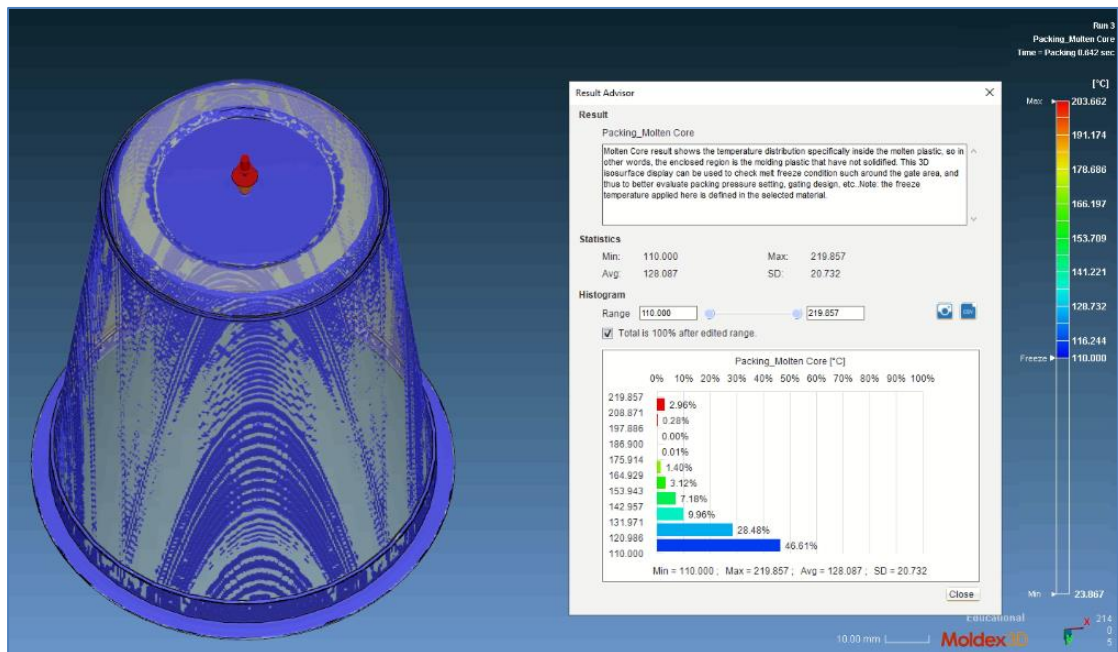 Run 3
Packing_Molten Core
Time = Packing 0.642 sec
[°C]
Max 203.662
191.174
178.686
166.197
153.709
141.221
128.732
116.244
Freeze 110.000
Min 23.867
Result Advisor
Result
Packing_Molten Core
Molten Core result shows the temperature distribution specifically inside the molten plastic, so in
other words, the enclosed region is the molding plastic that have not solidified. This 3D
isosurface display can be used to check melt freeze condition such around the gate area, and
thus to better evaluate packing pressure setting, gating design, etc..Note: the freeze
temperature applied here is defined in the selected material.
Statistics
Min: 110.000 Max: 219.857
Avg: 128.087 SD: 20.732
Histogram
Range 110.000 219.857
Total is 100% after edited range.
Packing_Molten Core [°C]
0% 10% 20% 30% 40% 50% 60% 70% 80% 90% 100%
219.857
2.96%
208.871
0.28%
197.886
0.00%
186.900
0.01%
175.914
1.40%
164.929
3.12%
153.943
7.18%
142.957
9.96%
131.971
28.48%
120.986
46.61%
110.000
Min = 110.000 ; Max = 219.857 ; Avg = 128.087 ; SD = 20.732
Close
Educational
10.00 mm
Moldex3D
X 214
0
Y 5